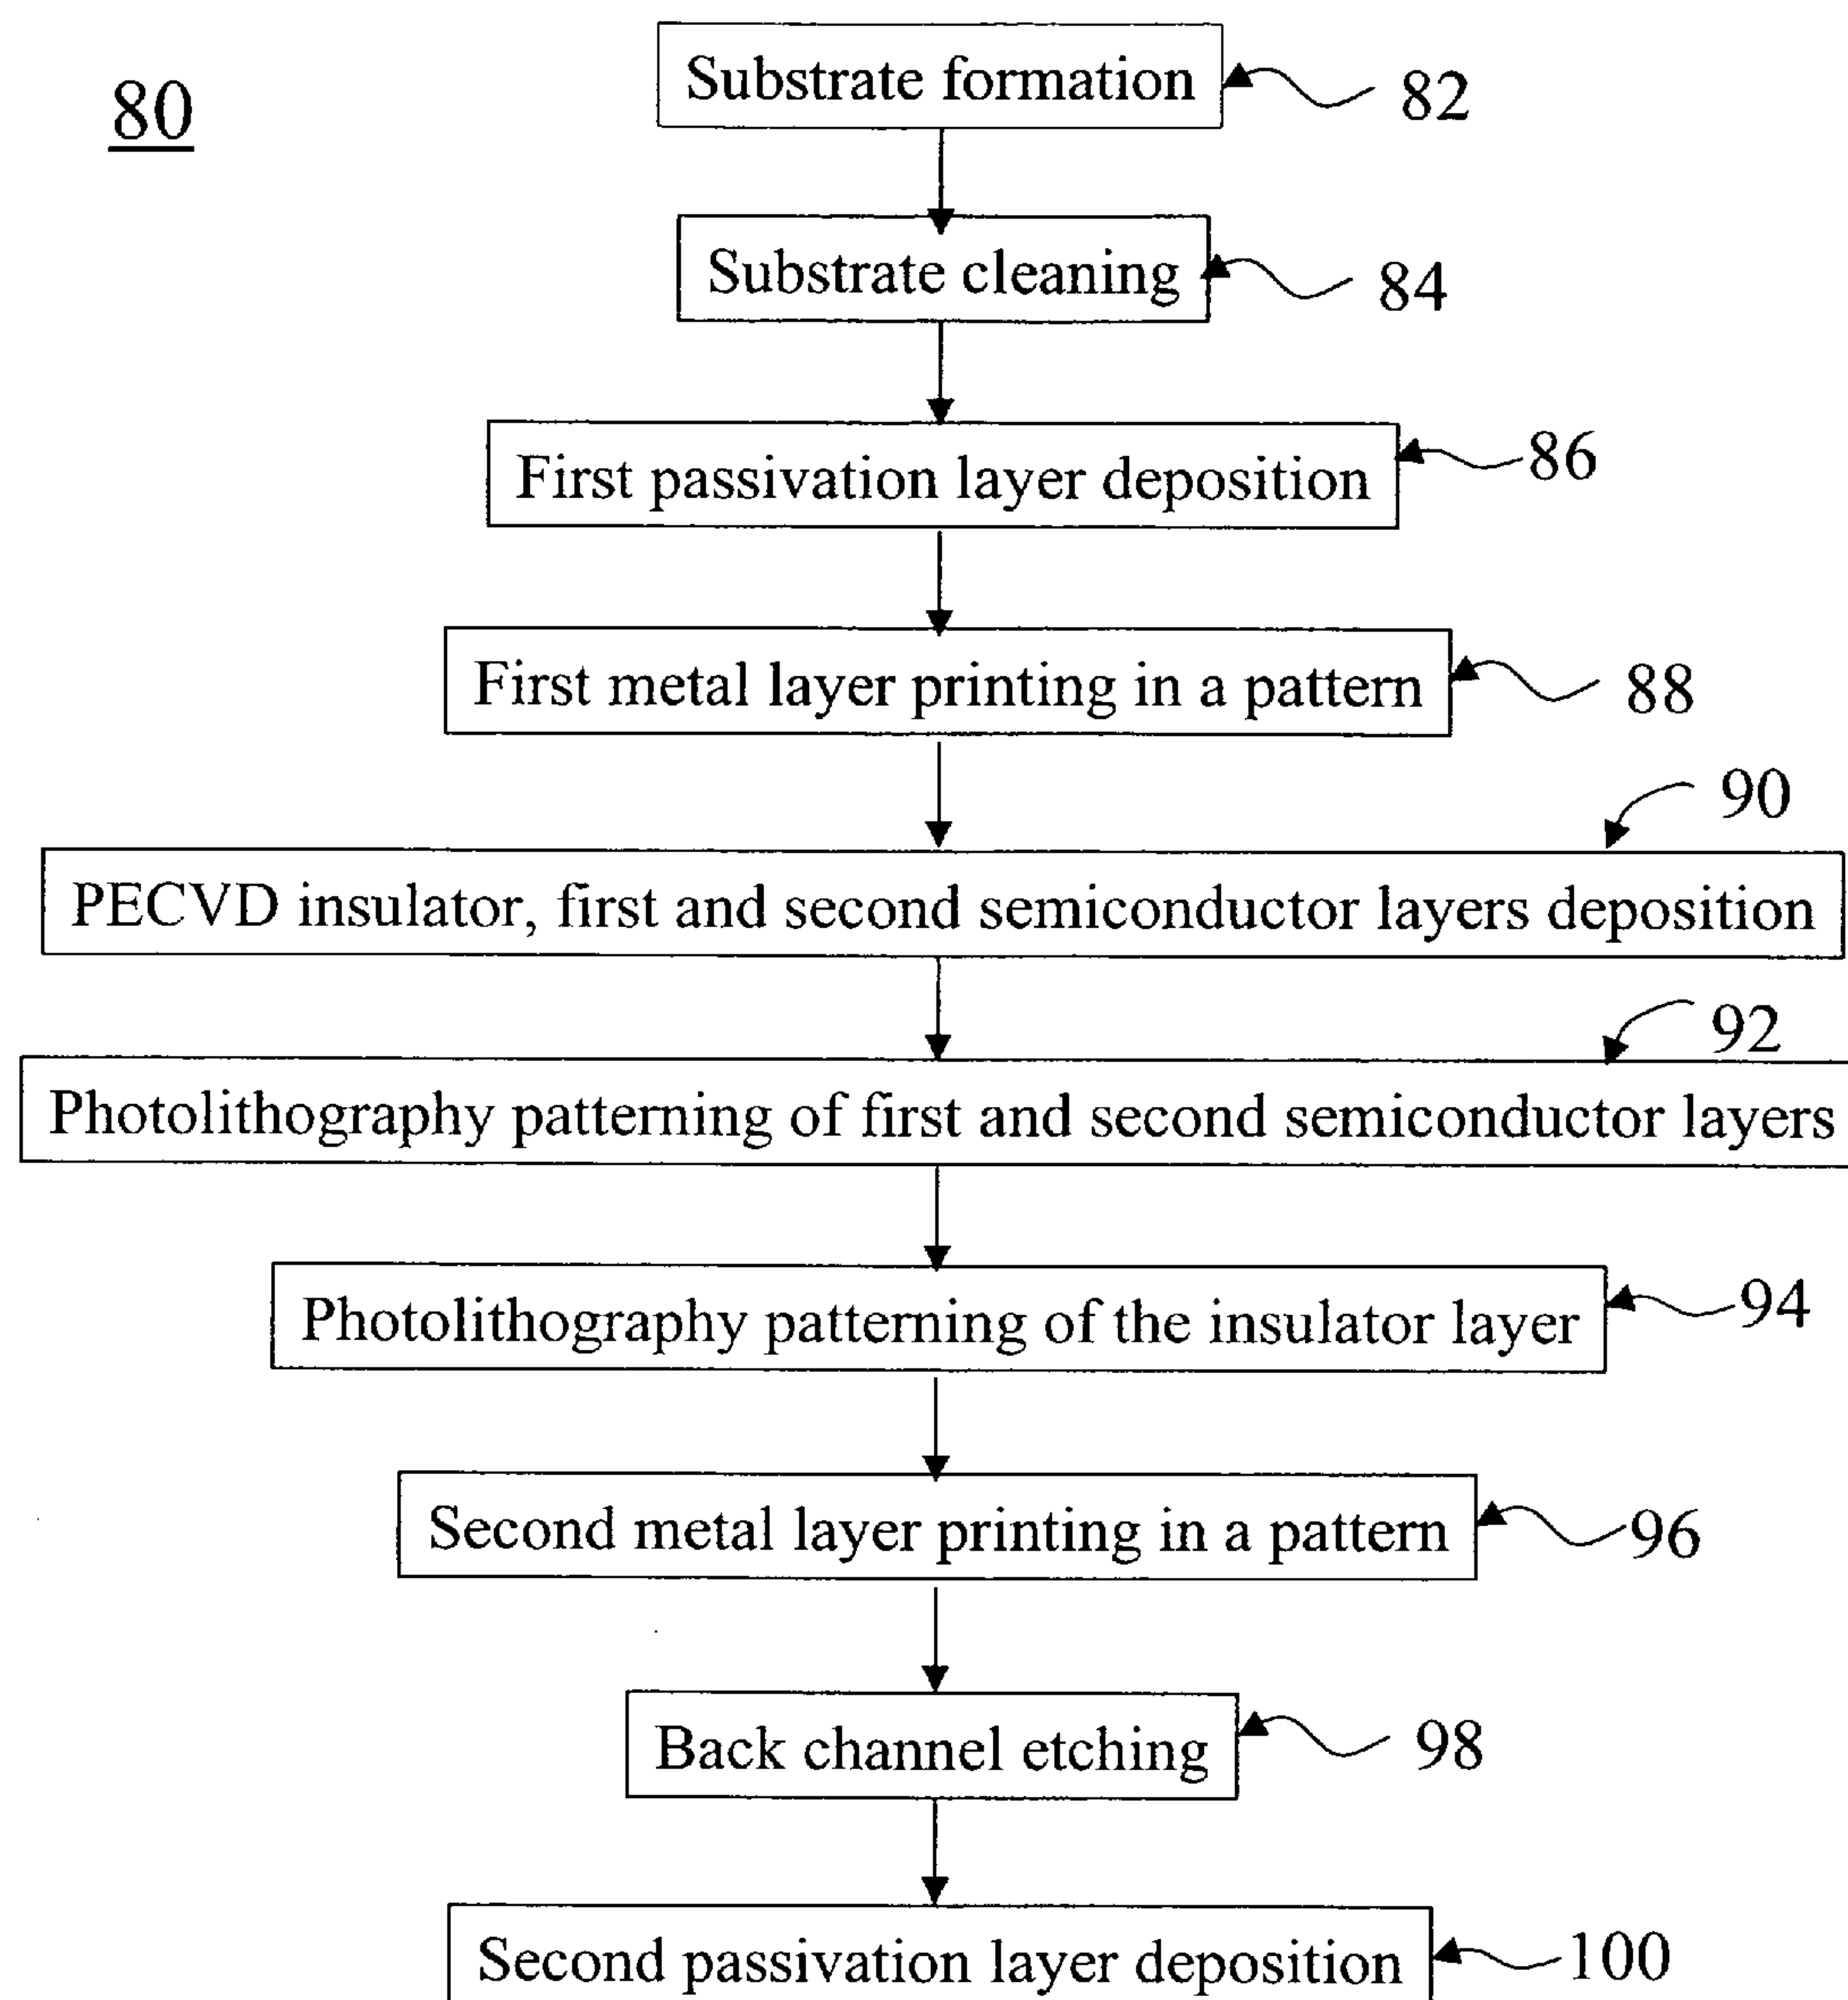 80
Substrate formation
82
Substrate cleaning
84
First passivation layer deposition
86
First metal layer printing in a pattern
88
90
PECVD insulator, first and second semiconductor layers deposition
92
Photolithography patterning of first and second semiconductor layers
Photolithography patterning of the insulator layer
94
Second metal layer printing in a pattern
96
Back channel etching
98
Second passivation layer deposition
100